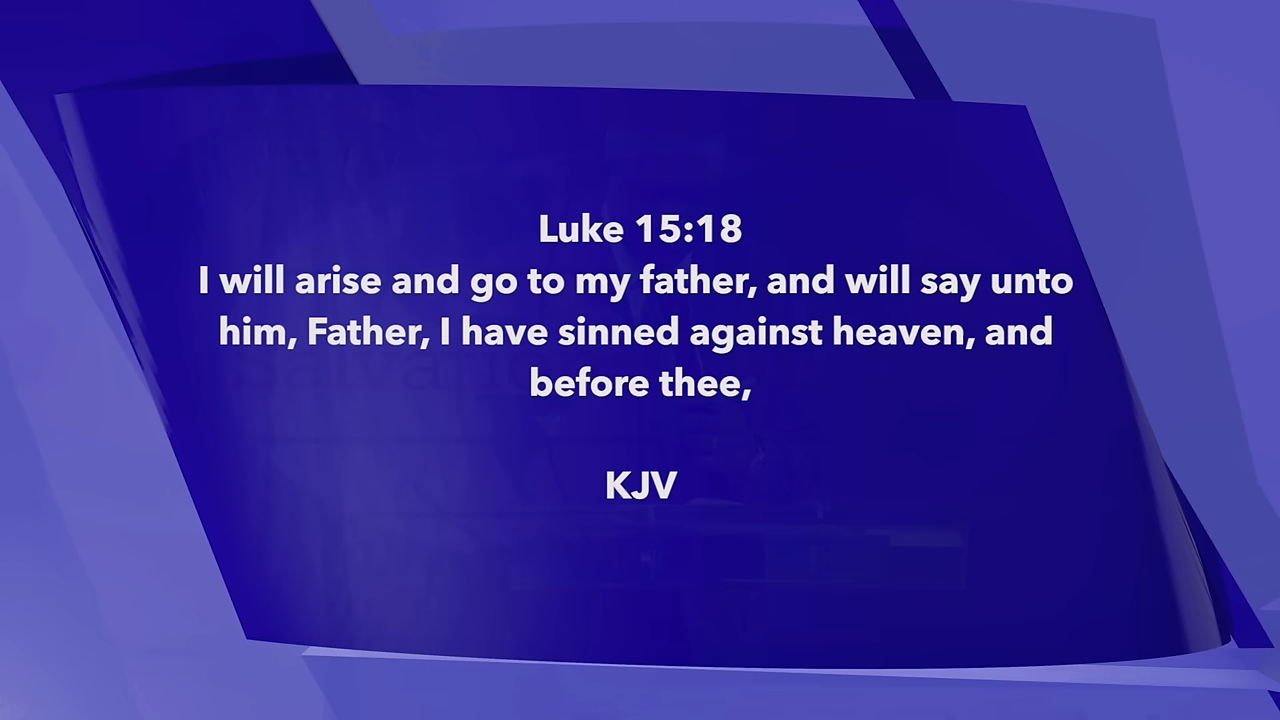 Luke 15:18
I will arise and go to my father, and will say unto
him, Father, I have sinned against heaven, and
before thee,
KJV